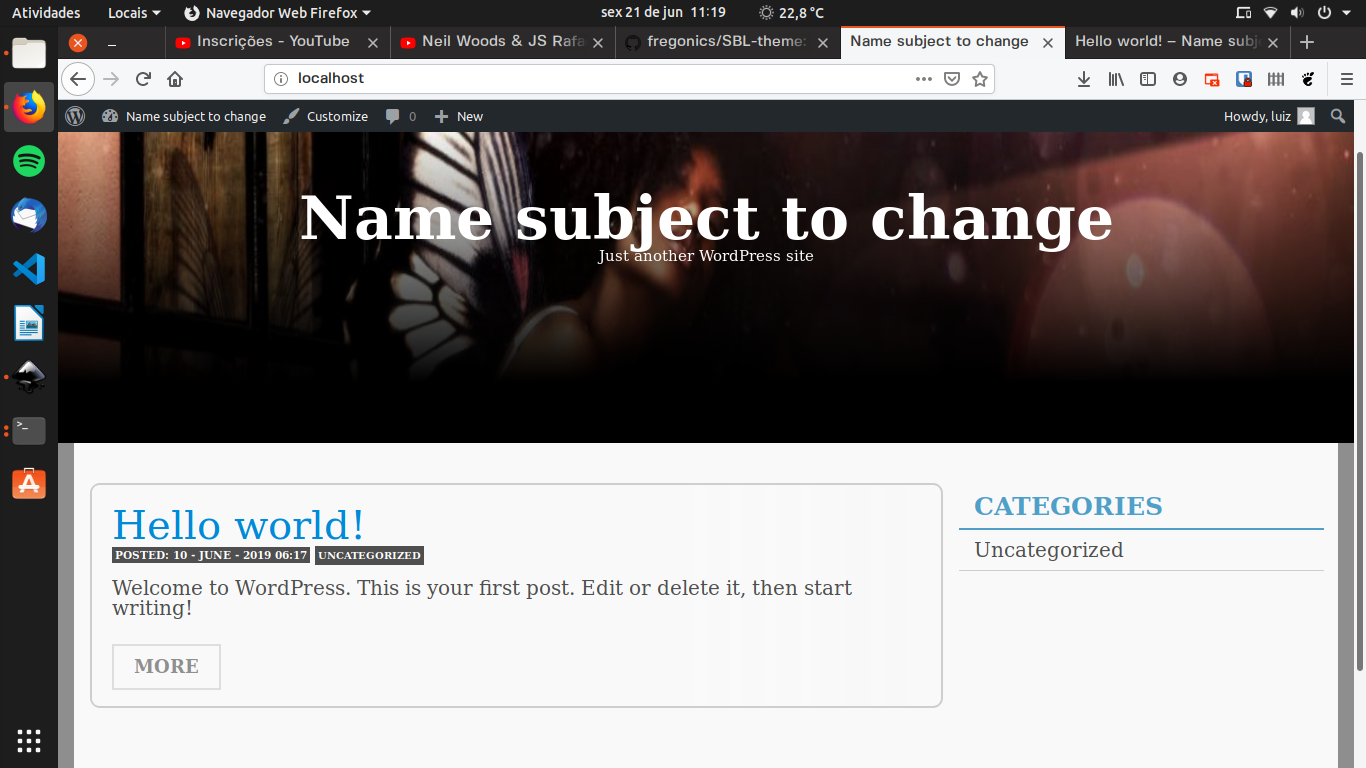 Atividades Locais Navegador Web Firefox sex 21 de jun 11:19 22,8 °C
Inscrições - YouTube Neil Woods & JS Rafa fregonics/SBL-theme: Name subject to change Hello world! – Name subj
localhost
Name subject to change Customize 0 New Howdy, luiz
Name subject to change
Just another WordPress site
Hello world!
POSTED: 10 - JUNE - 2019 06:17 UNCATEGORIZED
Welcome to WordPress. This is your first post. Edit or delete it, then start
writing!
MORE
CATEGORIES
Uncategorized